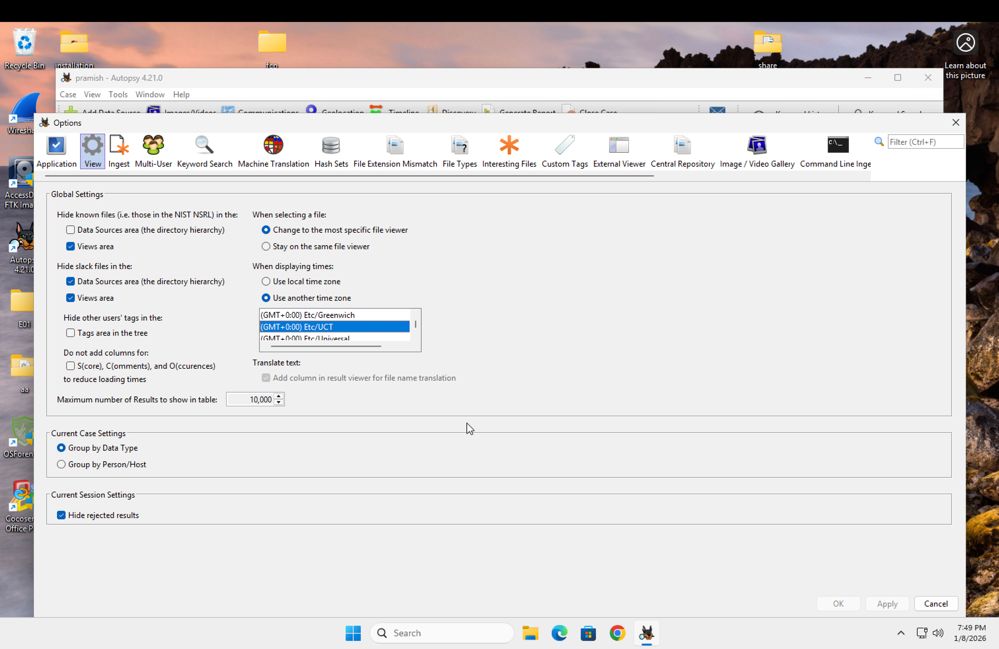 Recycle Bin
installation
share
Learn about
this picture
pramish - Autopsy 4.21.0
Case View Tools Window Help
Add Data Source Images/Videos Communications Geolocation Timeline Discovery Generate Report Close Case
Wiresh
AccessD
FTK Imag
Autops
4.21.0
E01
OSForen
Cocosen
Office P
Options
Application View Ingest Multi-User Keyword Search Machine Translation Hash Sets File Extension Mismatch File Types Interesting Files Custom Tags External Viewer Central Repository Image / Video Gallery Command Line Inge
Filter (Ctrl+F)
Global Settings
Hide known files (i.e. those in the NIST NSRL) in the:
Data Sources area (the directory hierarchy)
Views area
Hide slack files in the:
Data Sources area (the directory hierarchy)
Views area
Hide other users' tags in the:
Tags area in the tree
Do not add columns for:
S(core), C(omments), and O(ccurences)
to reduce loading times
Maximum number of Results to show in table: 10,000
When selecting a file:
Change to the most specific file viewer
Stay on the same file viewer
When displaying times:
Use local time zone
Use another time zone
(GMT+0:00) Etc/Greenwich
(GMT+0:00) Etc/UCT
(GMT+0:00) Etc/Universal
Translate text:
Add column in result viewer for file name translation
Current Case Settings
Group by Data Type
Group by Person/Host
Current Session Settings
Hide rejected results
OK Apply Cancel
Search
7:49 PM
1/8/2026